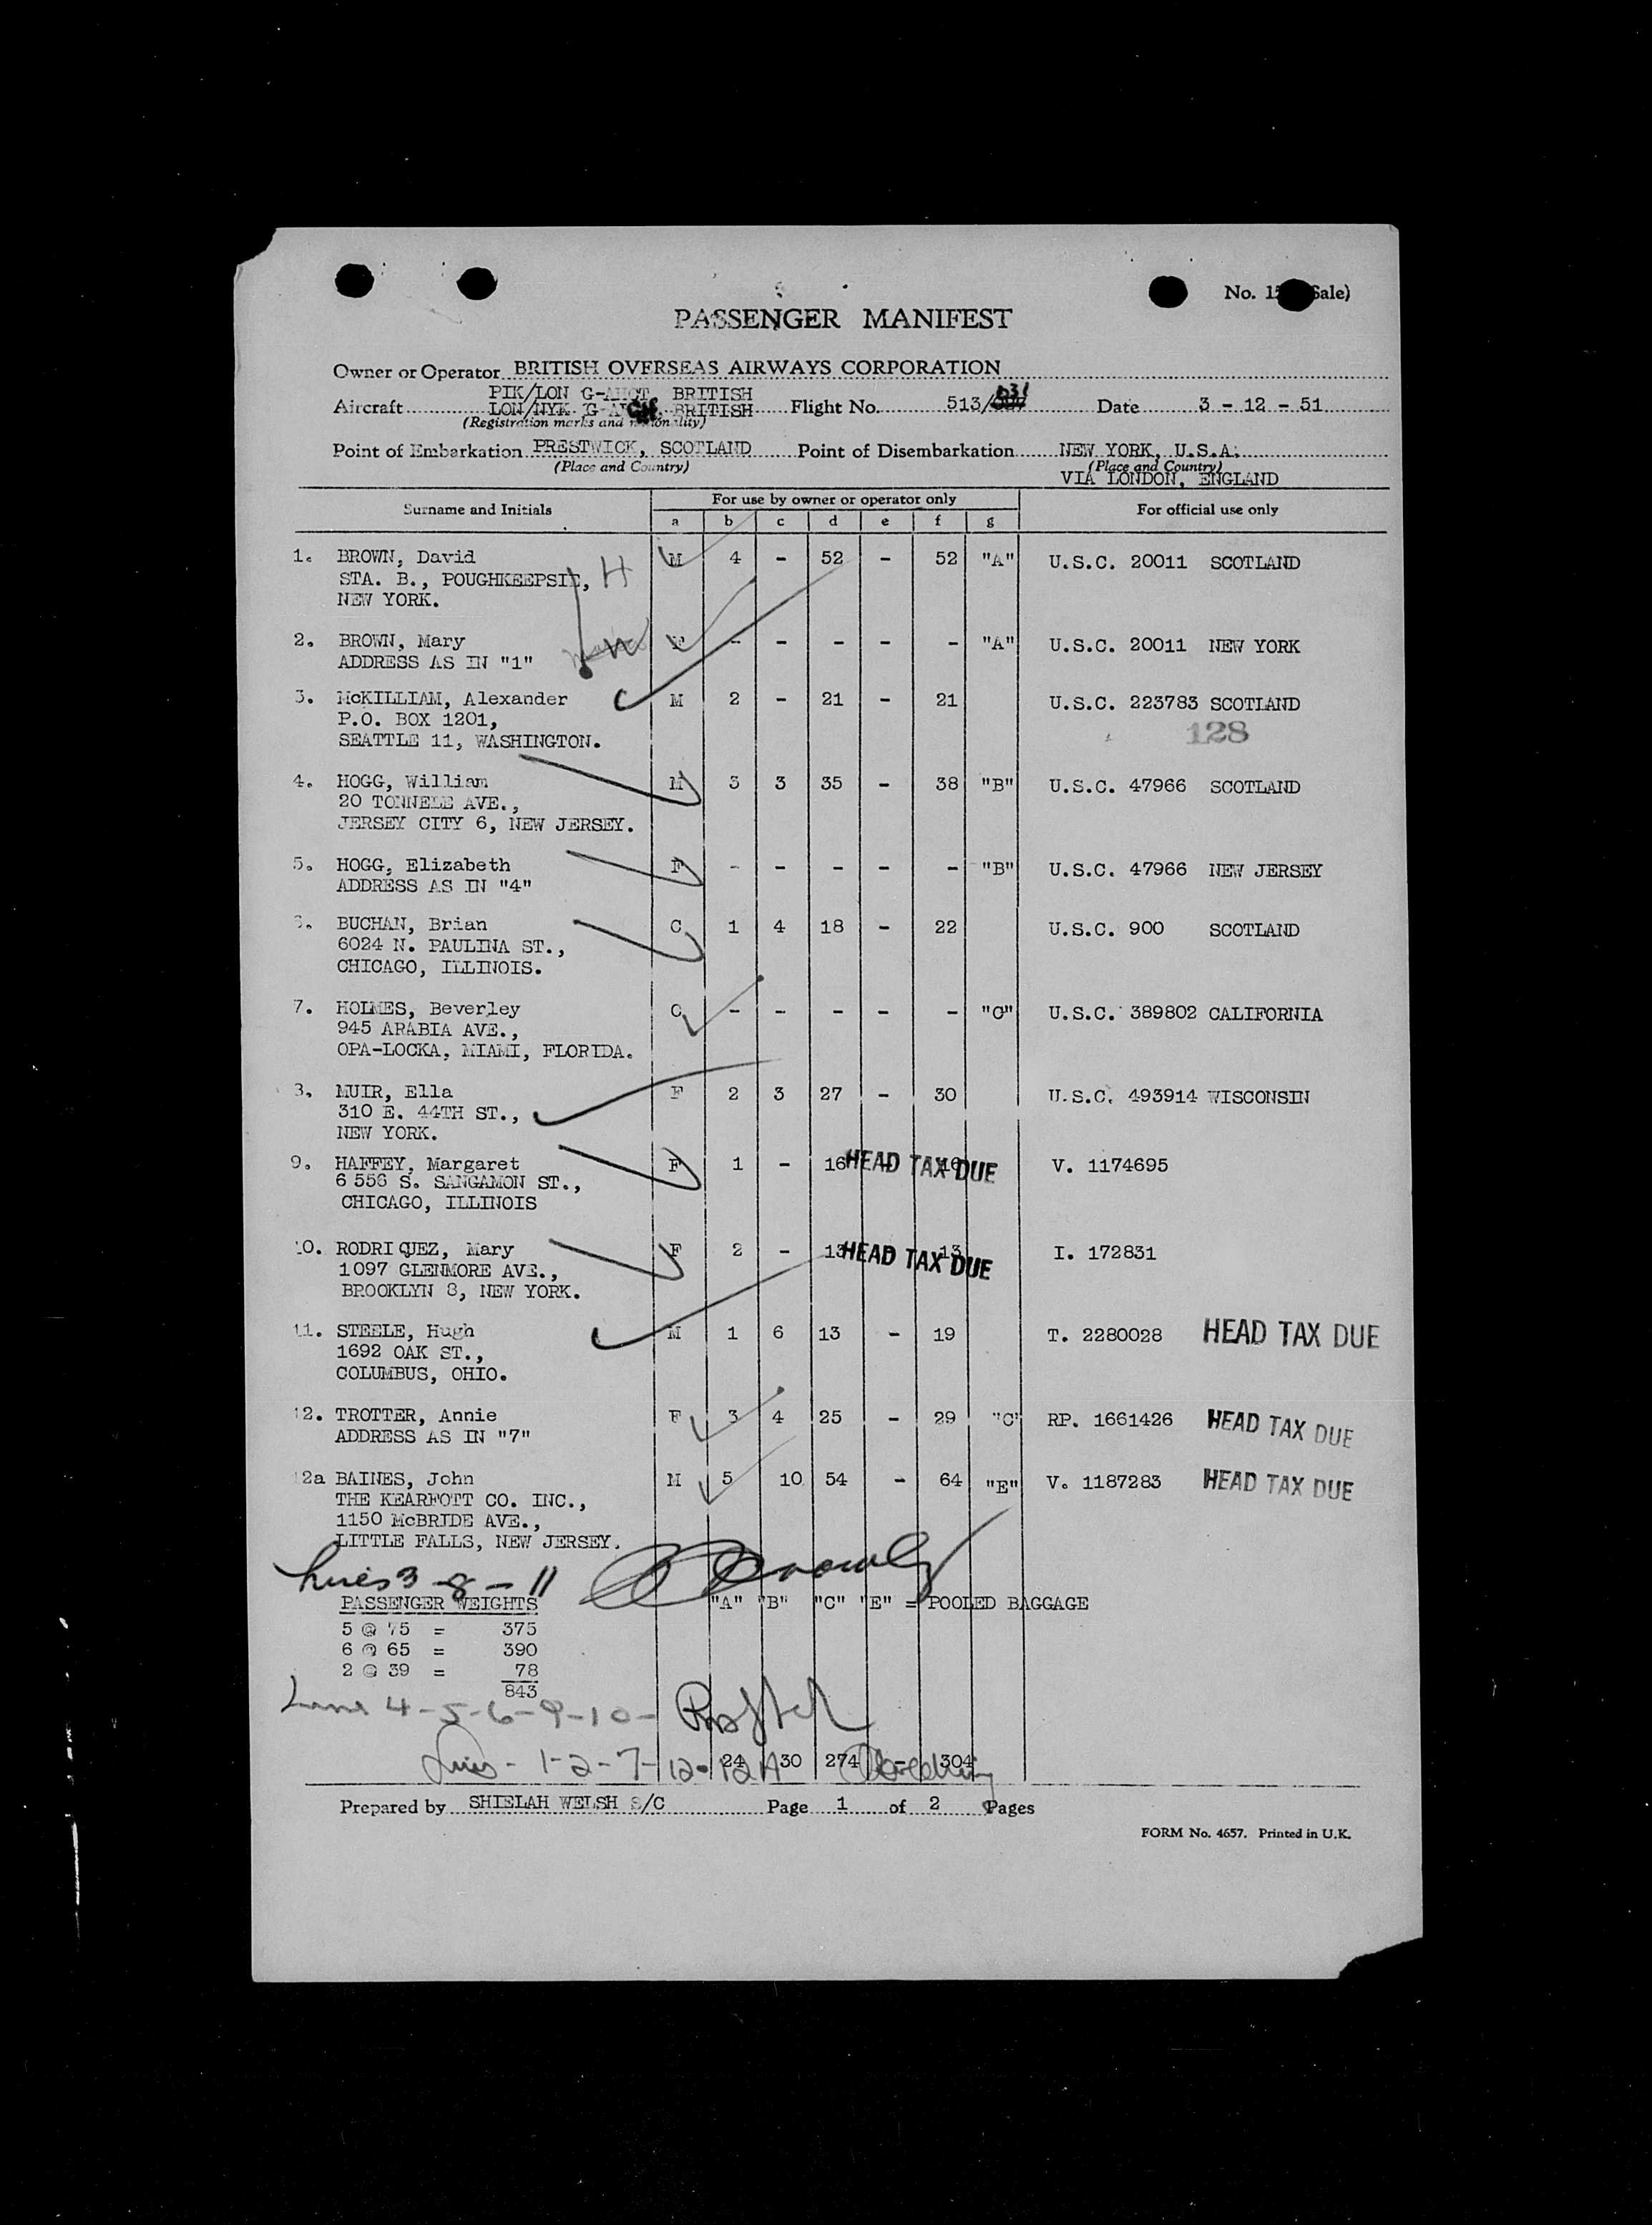 No. 1 Sale)
PASSENGER MANIFEST
Owner or Operator BRITISH OVERSEAS AIRWAYS CORPORATION
PIK/LON G- BRITISH
Aircraft LON/NYK. BRITISH Flight No. 513/ Date 3 - 12 - 51
(Registration marks and nationality)
Point of Embarkation PRESTWICK, SCOTLAND Point of Disembarkation NEW YORK, U.S.A.
(Place and Country) (Place and Country)
VIA LONDON, ENGLAND
Surname and Initials For use by owner or operator only For official use only
a b c d e f g
1. BROWN, David M 4 - 52 - 52 "A" U.S.C. 20011 SCOTLAND
STA. B., POUGHKEEPSIE, H
NEW YORK.
2. BROWN, Mary F - - - - - "A" U.S.C. 20011 NEW YORK
ADDRESS AS IN "1"
3. McKILLIAM, Alexander M 2 - 21 - 21 U.S.C. 223783 SCOTLAND
P.O. BOX 1201, 128
SEATTLE 11, WASHINGTON.
4. HOGG, William M 3 3 35 - 38 "B" U.S.C. 47966 SCOTLAND
20 TONNELE AVE.,
JERSEY CITY 6, NEW JERSEY.
5. HOGG, Elizabeth F - - - - - "B" U.S.C. 47966 NEW JERSEY
ADDRESS AS IN "4"
6. BUCHAN, Brian C 1 4 18 - 22 U.S.C. 900 SCOTLAND
6024 N. PAULINA ST.,
CHICAGO, ILLINOIS.
7. HOLMES, Beverley C - - - - - "C" U.S.C. 389802 CALIFORNIA
945 ARABIA AVE.,
OPA-LOCKA, MIAMI, FLORIDA.
8. MUIR, Ella F 2 3 27 - 30 U.S.C. 493914 WISCONSIN
310 E. 44TH ST.,
NEW YORK.
9. HAFFEY, Margaret F 1 - 16 HEAD TAX DUE 16 V. 1174695
6556 S. SANGAMON ST.,
CHICAGO, ILLINOIS
10. RODRIQUEZ, Mary F 2 - 13 HEAD TAX DUE 13 I. 172831
1097 GLENMORE AVE.,
BROOKLYN 8, NEW YORK.
11. STEELE, Hugh M 1 6 13 - 19 T. 2280028 HEAD TAX DUE
1692 OAK ST.,
COLUMBUS, OHIO.
12. TROTTER, Annie F 3 4 25 - 29 "C" RP. 1661426 HEAD TAX DUE
ADDRESS AS IN "7"
12a BAINES, John M 5 10 54 - 64 "E" V. 1187283 HEAD TAX DUE
THE KEARFOTT CO. INC.,
1150 McBRIDE AVE.,
LITTLE FALLS, NEW JERSEY.
Lines 3 - 8 - 11
PASSENGER WEIGHTS "A" "B" "C" "E" = POOLED BAGGAGE
5 @ 75 = 375
6 @ 65 = 390
2 @ 39 = 78
843
Line 4-5-6-9-10-
Lines - 1-2-7-12-12A 24 30 274 - 304
Prepared by SHIELAH WELSH S/C Page 1 of 2 Pages
FORM No. 4657. Printed in U.K.